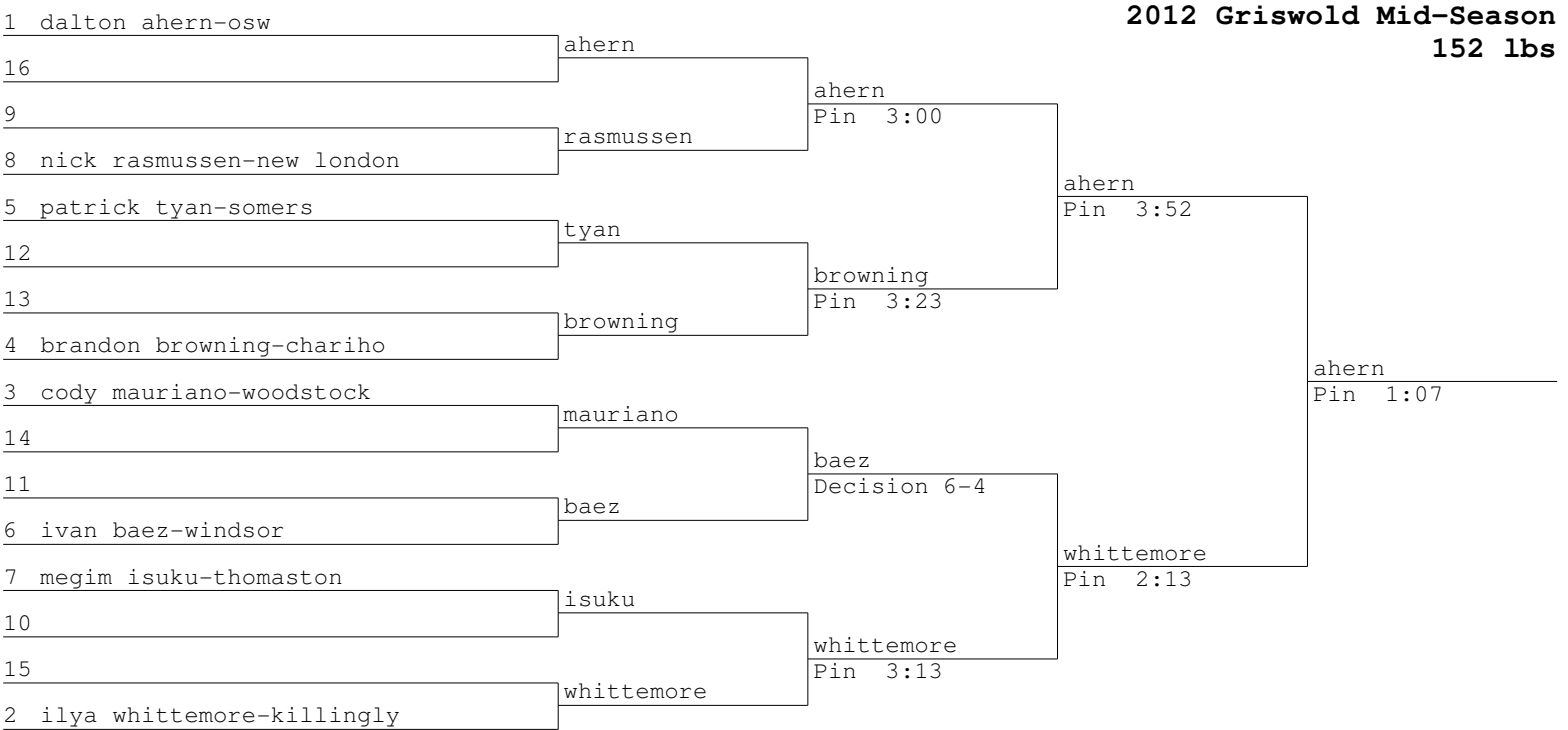 2012 Griswold Mid-Season
152 lbs
1 dalton ahern-osw
16
9
8 nick rasmussen-new london
5 patrick tyan-somers
12
13
4 brandon browning-chariho
3 cody mauriano-woodstock
14
11
6 ivan baez-windsor
7 megim isuku-thomaston
10
15
2 ilya whittemore-killingly
ahern
rasmussen
tyan
browning
mauriano
baez
isuku
whittemore
ahern
Pin 3:00
browning
Pin 3:23
baez
Decision 6-4
whittemore
Pin 3:13
ahern
Pin 3:52
whittemore
Pin 2:13
ahern
Pin 1:07